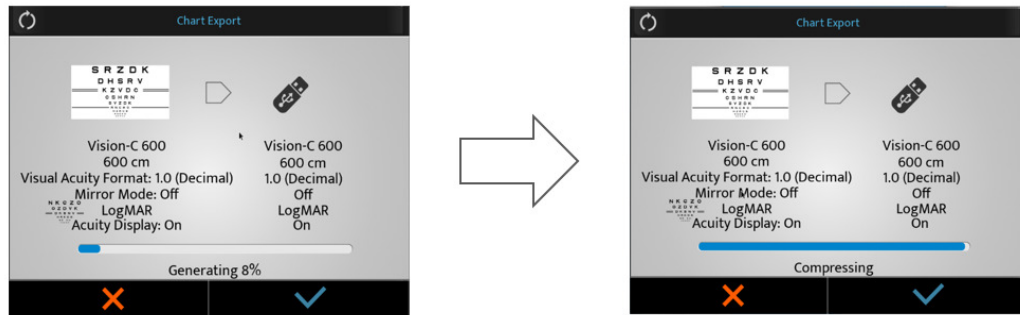 Chart Export
S R Z D K
D H S R V
K Z V D C
Vision-C 600
600 cm
Visual Acuity Format: 1.0 (Decimal)
Mirror Mode: Off
LogMAR
Acuity Display: On
Vision-C 600
600 cm
1.0 (Decimal)
Off
LogMAR
On
N K C Z O
Generating 8%
Chart Export
S R Z D K
D H S R V
K Z V D C
Vision-C 600
600 cm
Visual Acuity Format: 1.0 (Decimal)
Mirror Mode: Off
LogMAR
Acuity Display: On
Vision-C 600
600 cm
1.0 (Decimal)
Off
LogMAR
On
N K C Z O
Compressing